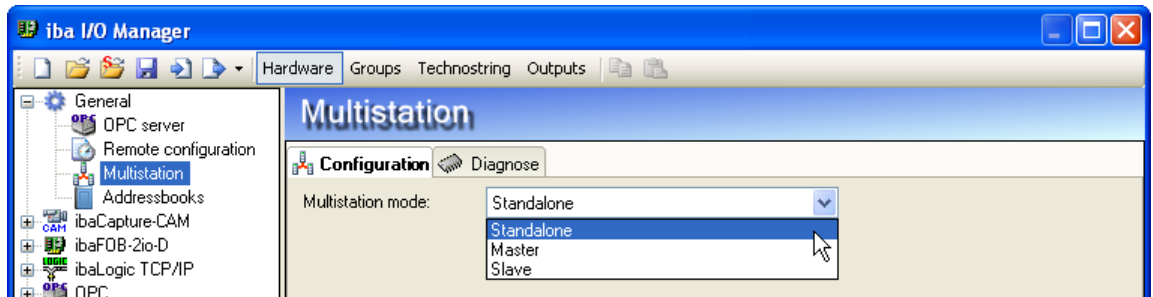 iba I/O Manager
Hardware Groups Technostring Outputs
General
OPC server
Remote configuration
Multistation
Addressbooks
ibaCapture-CAM
ibaFOB-2io-D
ibaLogic TCP/IP
OPC
Multistation
Configuration Diagnose
Multistation mode: Standalone
Standalone
Master
Slave